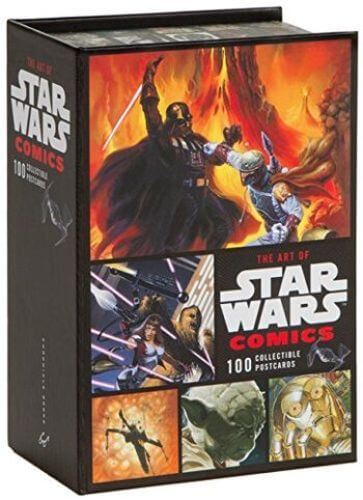 THE ART OF
STAR
WARS
COMICS
100 COLLECTIBLE
POSTCARDS
THE ART OF
STAR
WARS
COMICS
100 COLLECTIBLE
POSTCARDS